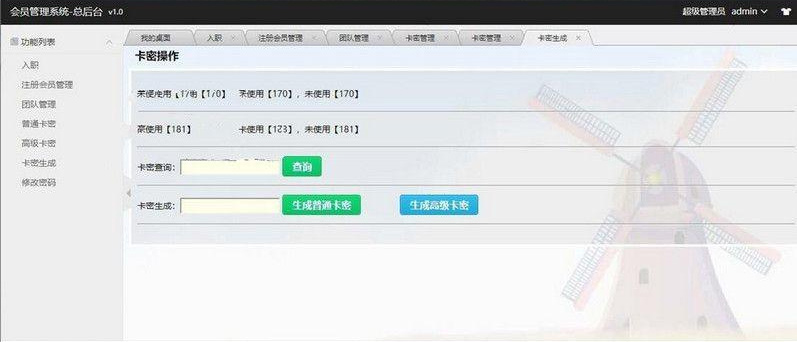 会员管理系统-总后台 v1.0
超级管理员 admin
功能列表
入职
注册会员管理
团队管理
普通卡密
高级卡密
卡密生成
修改密码
我的桌面 入职 注册会员管理 团队管理 卡密管理 卡密管理 卡密生成
卡密操作
【170】 使用【170】，未使用【170】
使用【181】 卡使用【123】，未使用【181】
卡密查询： 查询
卡密生成： 生成普通卡密 生成高级卡密